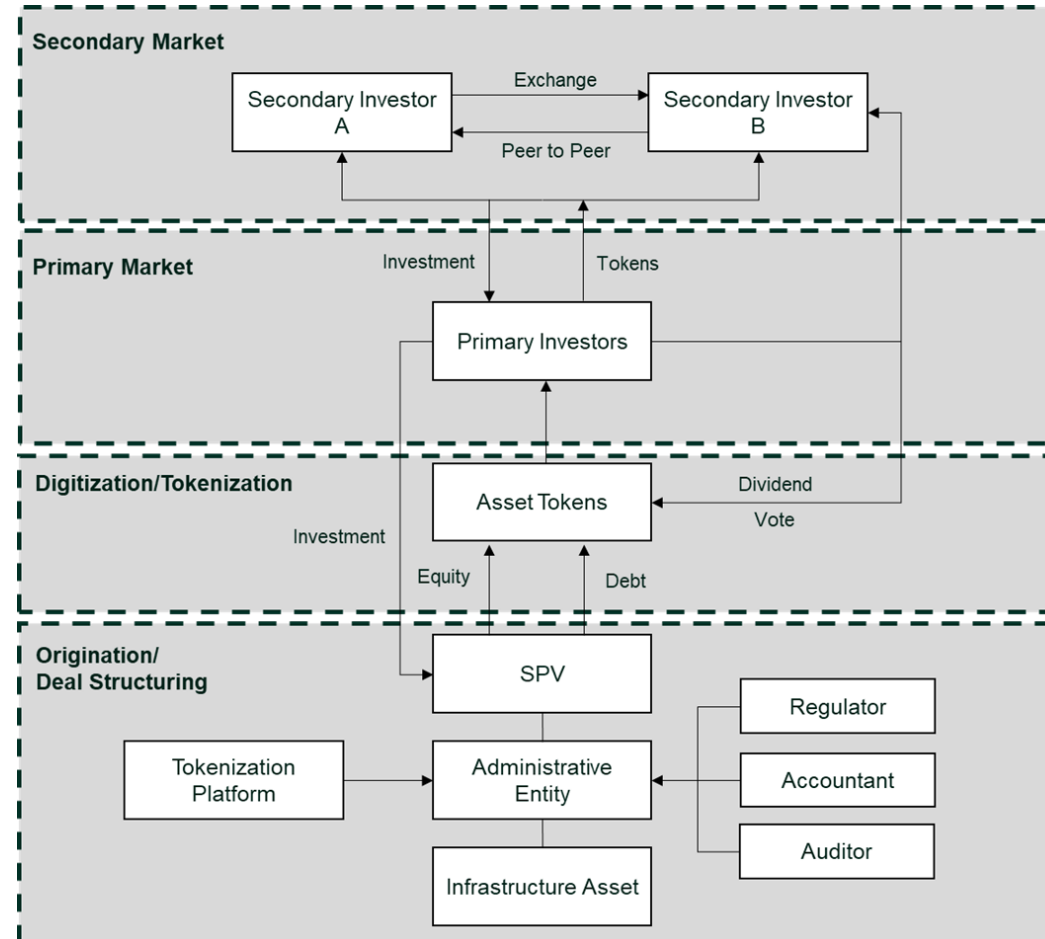 Secondary Market
Exchange
Secondary Investor
A
Secondary Investor
B
Peer to Peer
Primary Market
Investment
Tokens
Primary Investors
Digitization/Tokenization
Asset Tokens
Dividend
Vote
Investment
Equity
Debt
Origination/
Deal Structuring
SPV
Regulator
Tokenization
Platform
Administrative
Entity
Accountant
Auditor
Infrastructure Asset